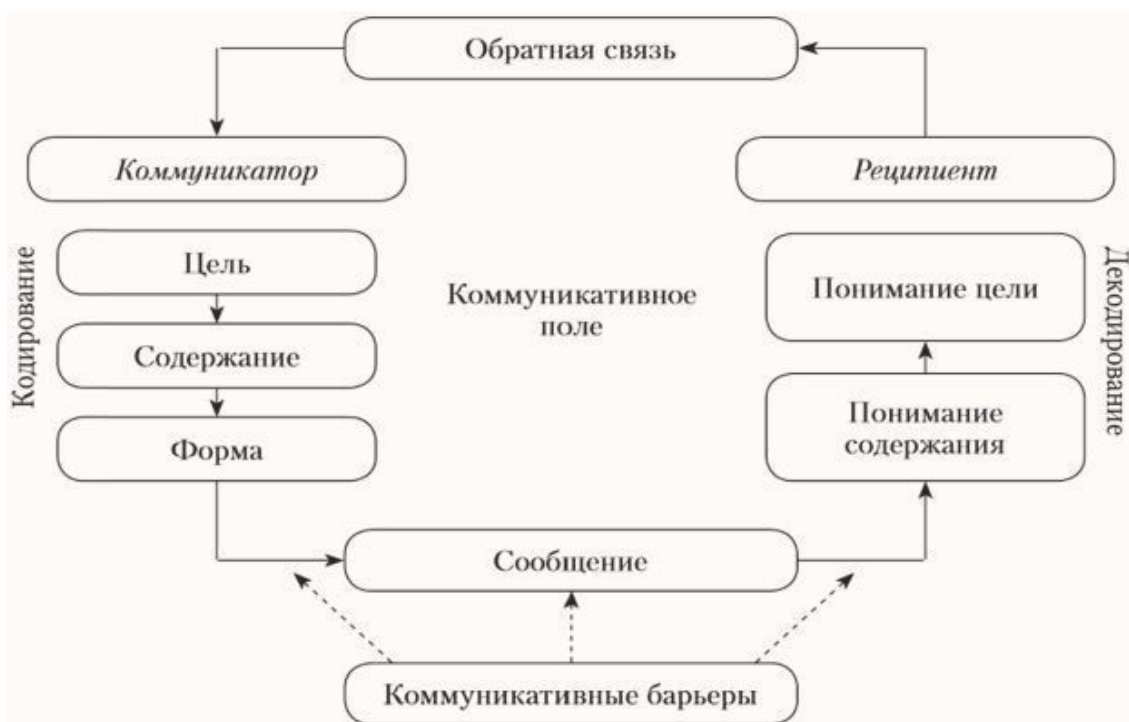 Обратная связь
Коммуникатор
Реципиент
Кодирование
Цель
Содержание
Форма
Коммуникативное
поле
Понимание цели
Понимание
содержания
Декодирование
Сообщение
Коммуникативные барьеры